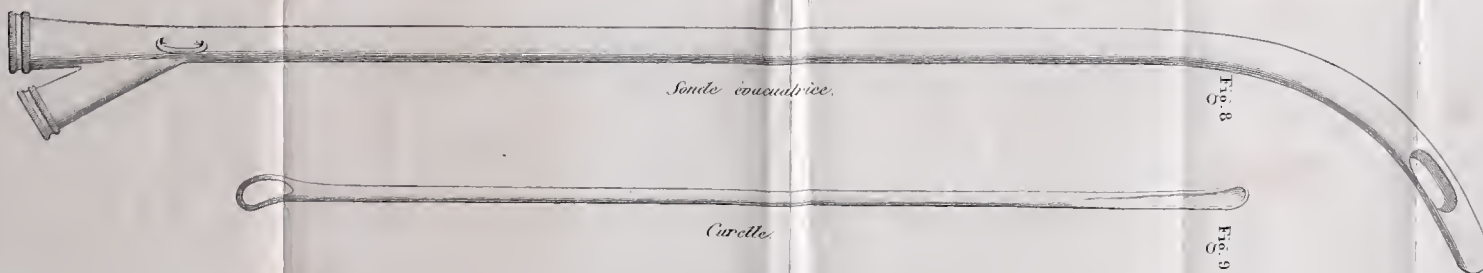 Sonde évacuatrice.
Fig. 8
Curette.
Fig. 9